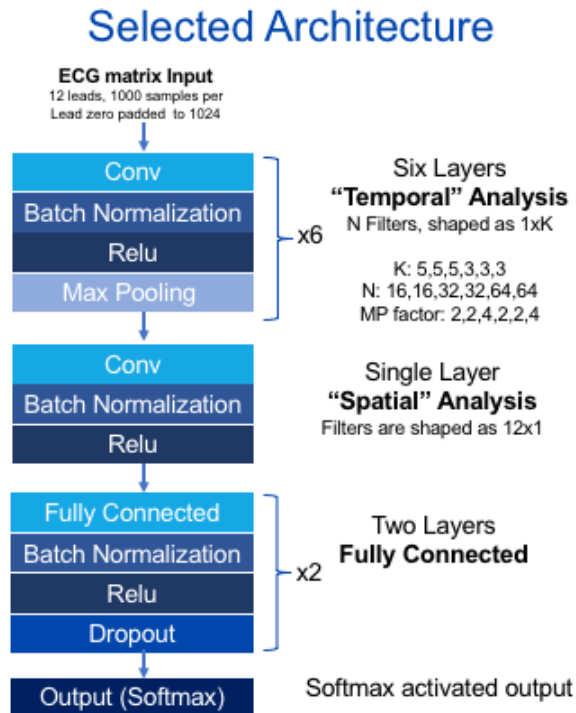 Selected Architecture
ECG matrix Input
12 leads, 1000 samples per
Lead zero padded to 1024
Conv
Batch Normalization
Relu
Max Pooling
x6
Six Layers
“Temporal” Analysis
N Filters, shaped as 1xK
K: 5,5,5,3,3,3
N: 16,16,32,32,64,64
MP factor: 2,2,4,2,2,4
Conv
Batch Normalization
Relu
Single Layer
“Spatial” Analysis
Filters are shaped as 12x1
Fully Connected
Batch Normalization
Relu
Dropout
x2
Two Layers
Fully Connected
Output (Softmax)
Softmax activated output